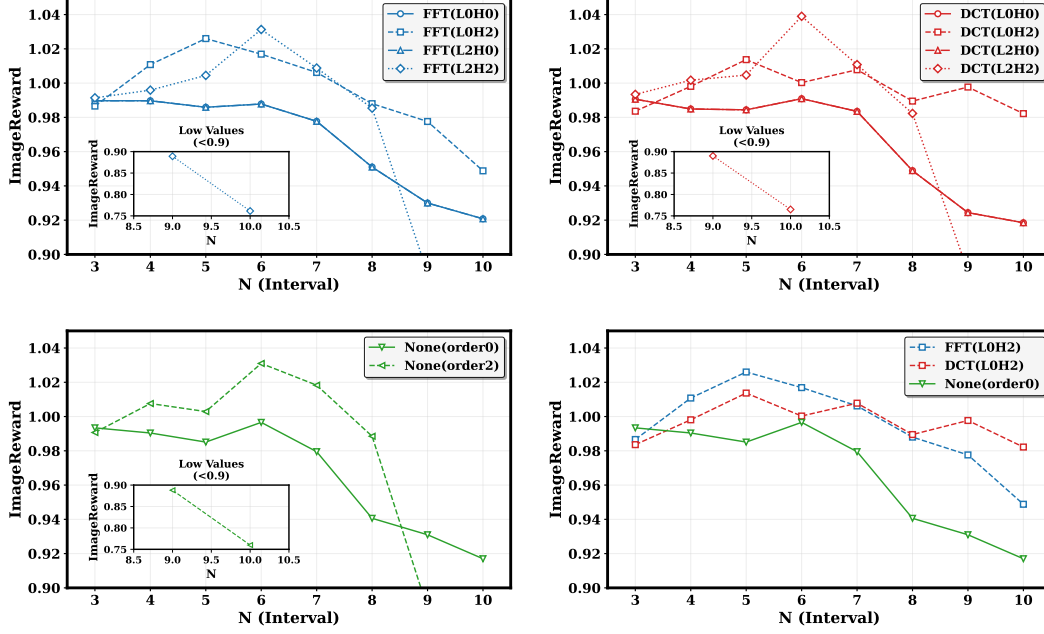 1.04
1.02
1.00
0.98
0.96
0.94
0.92
0.90
ImageReward
FFT(L0H0)
FFT(L0H2)
FFT(L2H0)
FFT(L2H2)
Low Values
(<0.9)
0.90
0.85
0.80
0.75
ImageReward
8.5 9.0 9.5 10.0 10.5
N
3 4 5 6 7 8 9 10
N (Interval)
1.04
1.02
1.00
0.98
0.96
0.94
0.92
0.90
ImageReward
DCT(L0H0)
DCT(L0H2)
DCT(L2H0)
DCT(L2H2)
Low Values
(<0.9)
0.90
0.85
0.80
0.75
ImageReward
8.5 9.0 9.5 10.0 10.5
N
3 4 5 6 7 8 9 10
N (Interval)
1.04
1.02
1.00
0.98
0.96
0.94
0.92
0.90
ImageReward
None(order0)
None(order2)
Low Values
(<0.9)
0.90
0.85
0.80
0.75
ImageReward
8.5 9.0 9.5 10.0 10.5
N
3 4 5 6 7 8 9 10
N (Interval)
1.04
1.02
1.00
0.98
0.96
0.94
0.92
0.90
ImageReward
FFT(L0H2)
DCT(L0H2)
None(order0)
3 4 5 6 7 8 9 10
N (Interval)